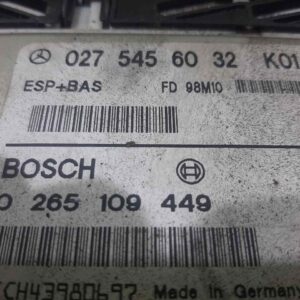 027 545 60 32 K01
ESP+BAS FD 98M10
BOSCH
0 265 109 449
Made in Germany